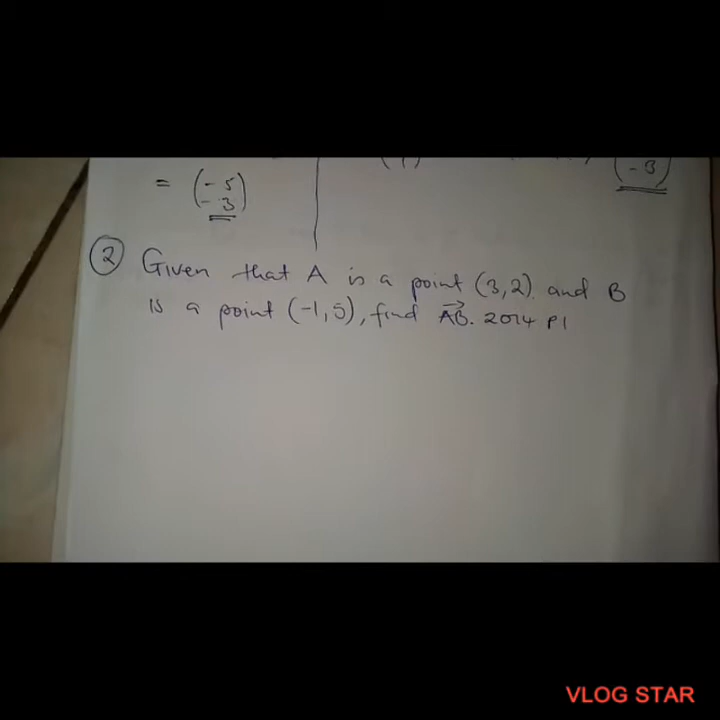 = (-5
-3)
-3)
② Given that A is a point (3,2) and B
is a point (-1,5), find A⃗B⃗. 2014 P1
VLOG STAR